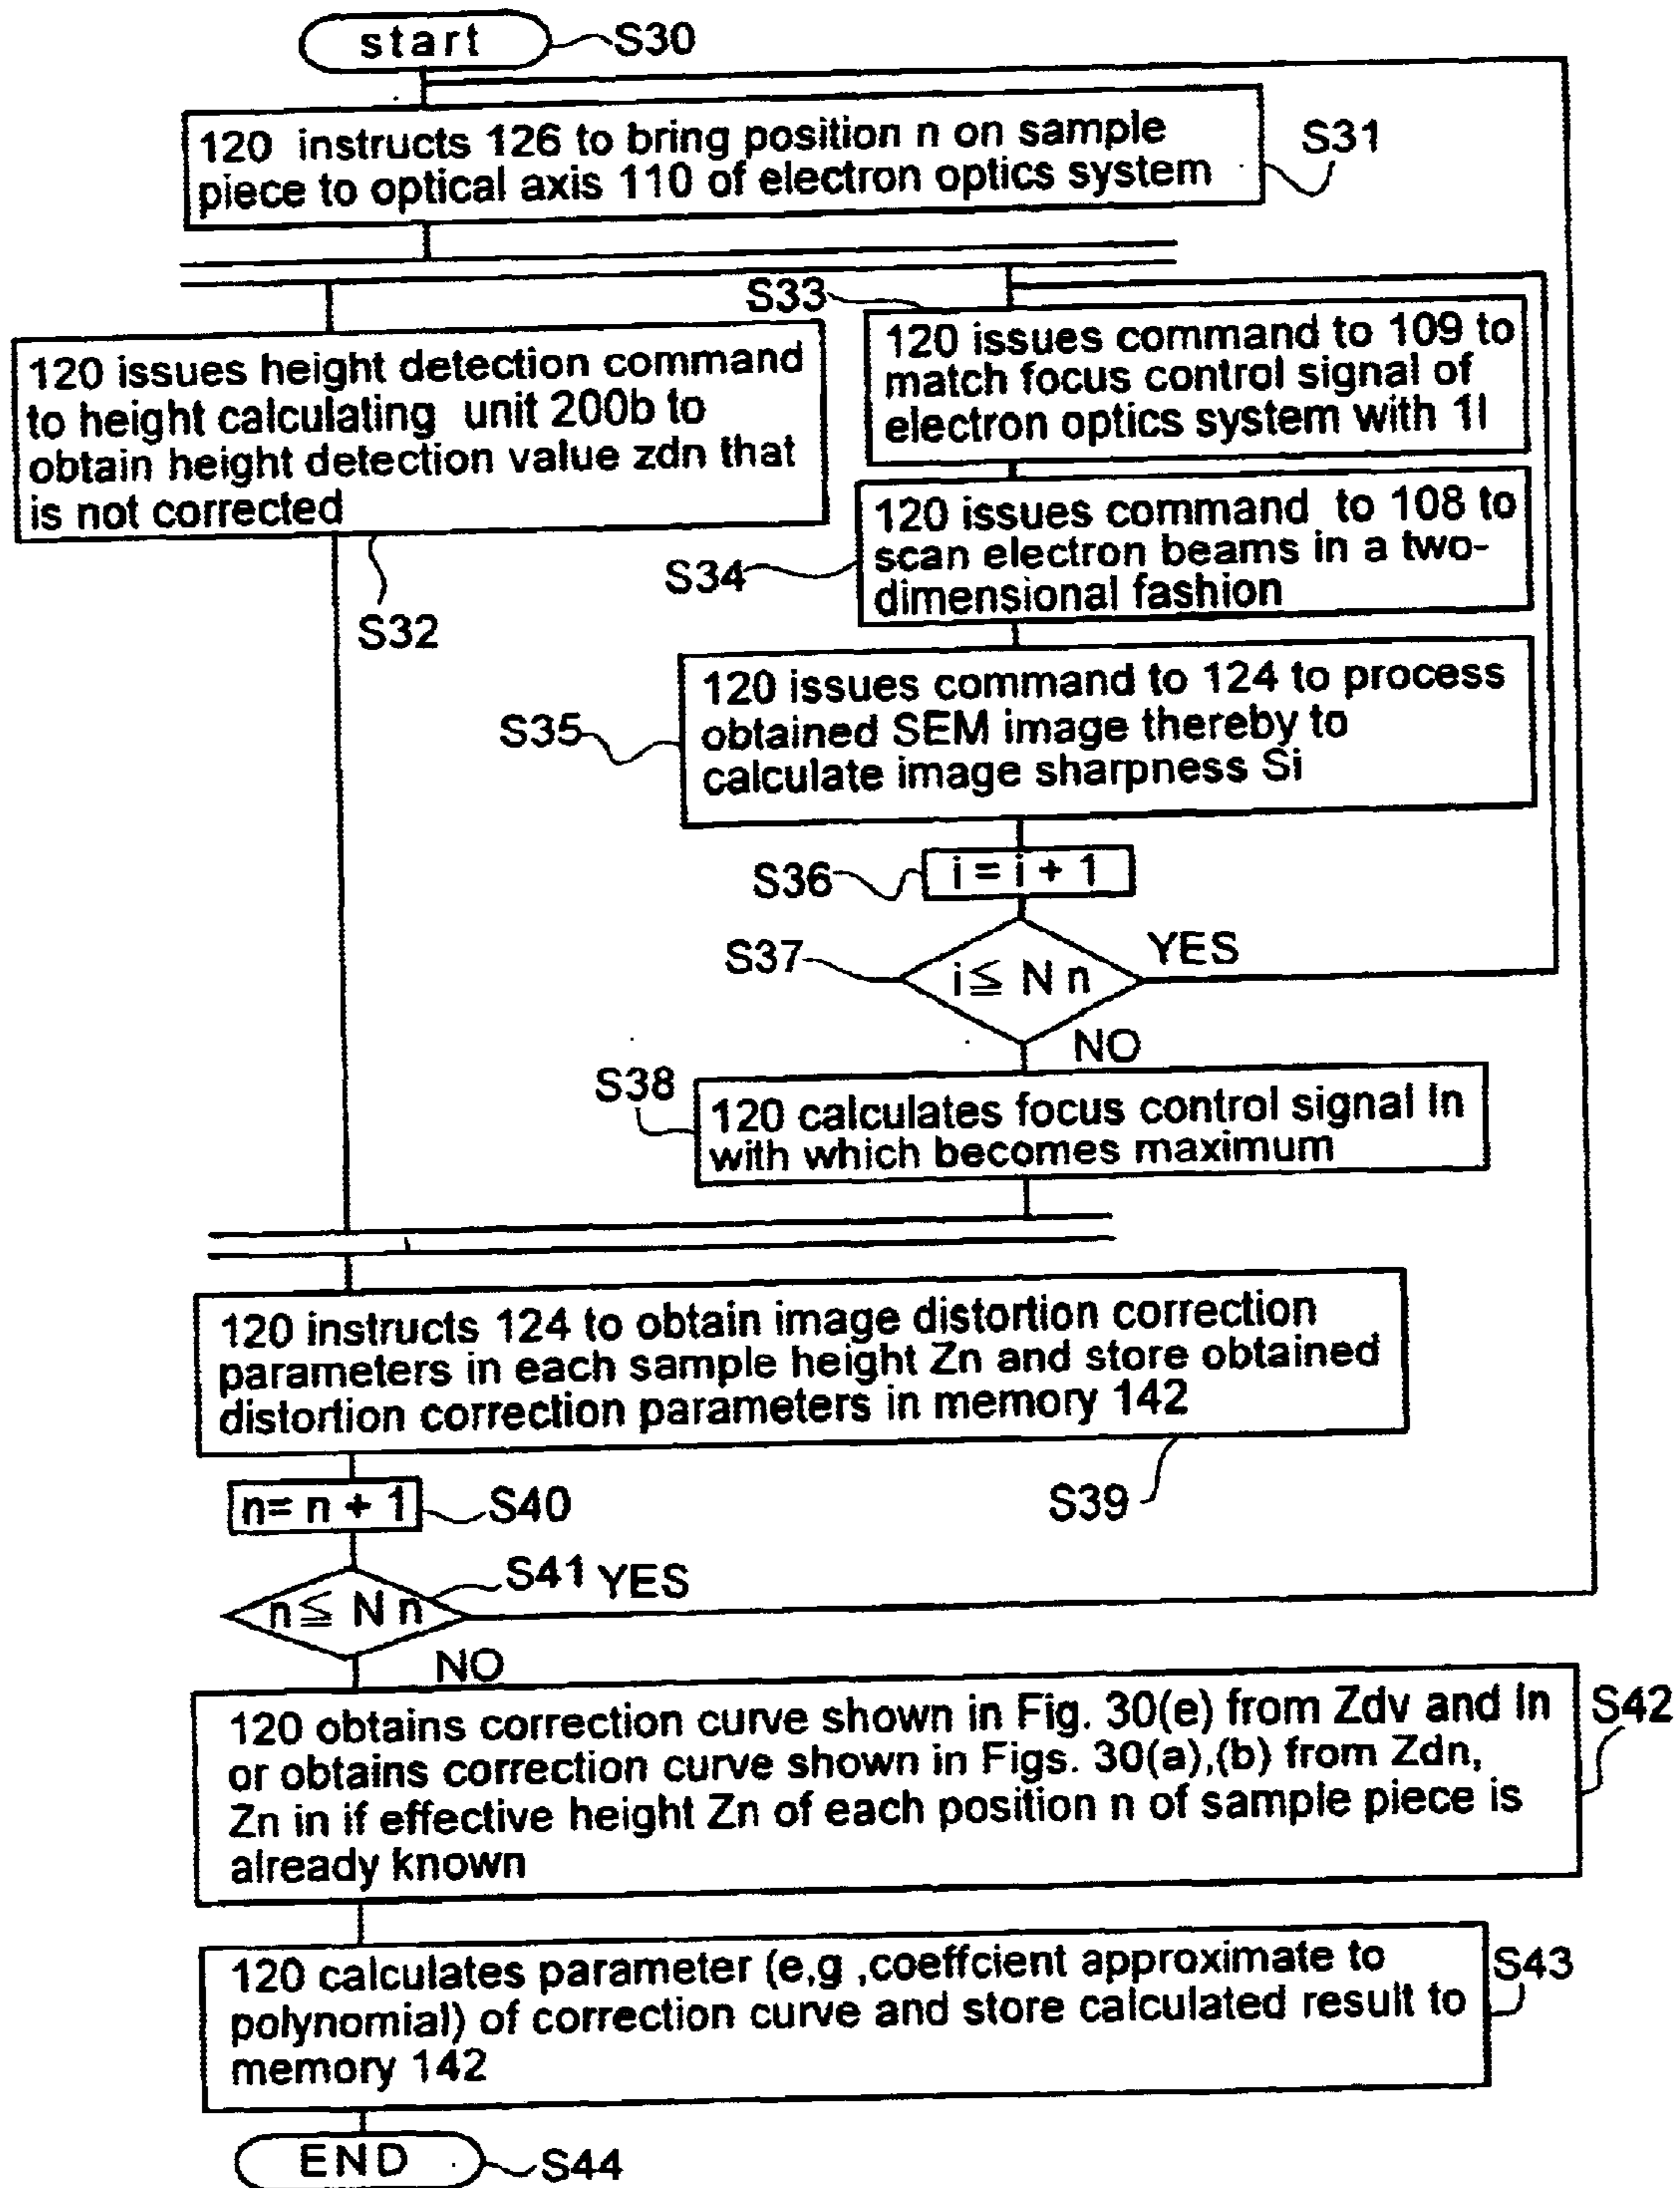 start
S30
120 instructs 126 to bring position n on sample
piece to optical axis 110 of electron optics system
S31
S33
120 issues height detection command
to height calculating unit 200b to
obtain height detection value zdn that
is not corrected
S32
120 issues command to 109 to
match focus control signal of
electron optics system with 1I
120 issues command to 108 to
scan electron beams in a two-
dimensional fashion
S34
120 issues command to 124 to process
obtained SEM image thereby to
calculate image sharpness Si
S35
i = i + 1
S36
S37
i ≦ N n
YES
NO
S38
120 calculates focus control signal In
with which becomes maximum
120 instructs 124 to obtain image distortion correction
parameters in each sample height Zn and store obtained
distortion correction parameters in memory 142
S39
n= n + 1
S40
S41
YES
n ≦ N n
NO
120 obtains correction curve shown in Fig. 30(e) from Zdv and In
or obtains correction curve shown in Figs. 30(a),(b) from Zdn,
Zn in if effective height Zn of each position n of sample piece is
already known
S42
120 calculates parameter (e,g ,coeffcient approximate to
polynomial) of correction curve and store calculated result to
memory 142
S43
END
S44